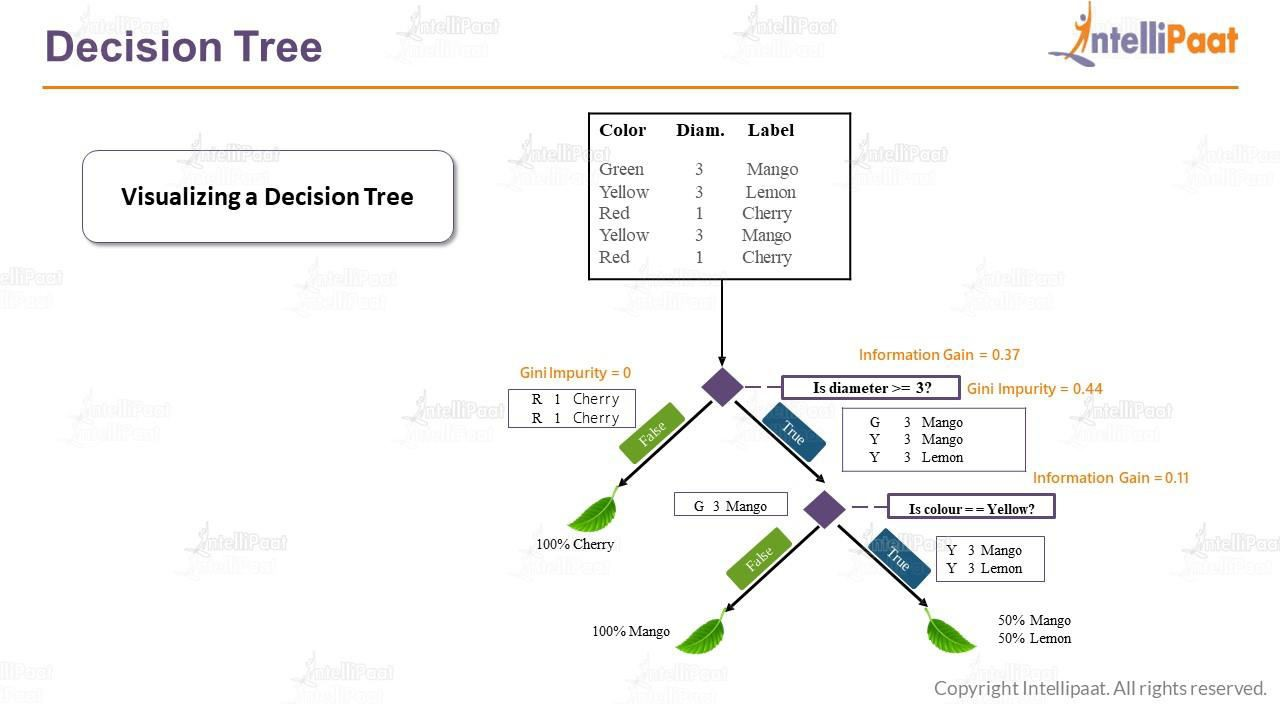 Decision Tree
IntelliPaat
Visualizing a Decision Tree
Color Diam. Label
Green 3 Mango
Yellow 3 Lemon
Red 1 Cherry
Yellow 3 Mango
Red 1 Cherry
Information Gain = 0.37
Gini Impurity = 0
Is diameter >= 3?
Gini Impurity = 0.44
R 1 Cherry
R 1 Cherry
False
True
G 3 Mango
Y 3 Mango
Y 3 Lemon
Information Gain = 0.11
100% Cherry
G 3 Mango
Is colour = = Yellow?
False
True
Y 3 Mango
Y 3 Lemon
100% Mango
50% Mango
50% Lemon
Copyright Intellipaat. All rights reserved.